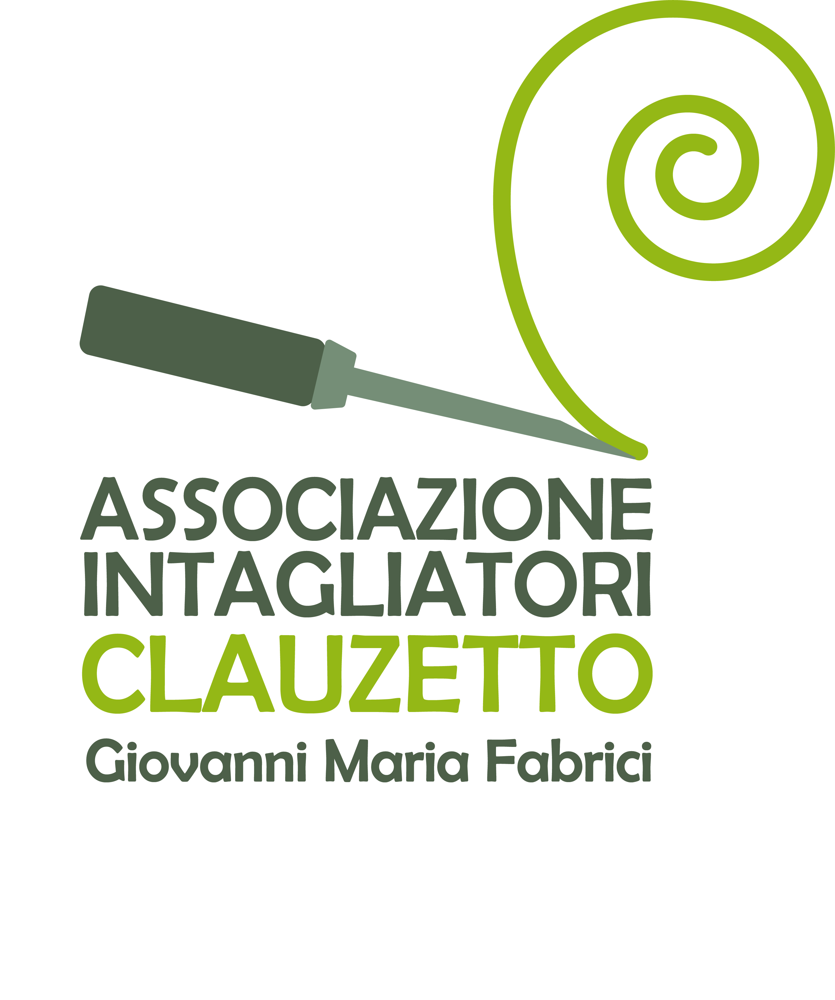 ASSOCIAZIONE
INTAGLIATORI
CLAUZETTO
Giovanni Maria Fabrici